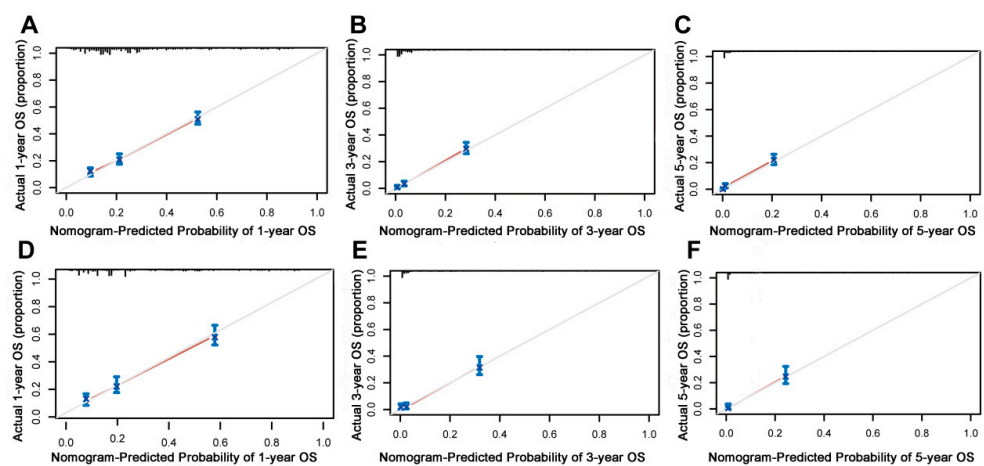 A
Actual 1-year OS (proportion)
0.0 0.2 0.4 0.6 0.8 1.0
0.0 0.2 0.4 0.6 0.8 1.0
Nomogram-Predicted Probability of 1-year OS
B
Actual 3-year OS (proportion)
0.0 0.2 0.4 0.6 0.8 1.0
0.0 0.2 0.4 0.6 0.8 1.0
Nomogram-Predicted Probability of 3-year OS
C
Actual 5-year OS (proportion)
0.0 0.2 0.4 0.6 0.8 1.0
0.0 0.2 0.4 0.6 0.8 1.0
Nomogram-Predicted Probability of 5-year OS
D
Actual 1-year OS (proportion)
0.0 0.2 0.4 0.6 0.8 1.0
0.0 0.2 0.4 0.6 0.8 1.0
Nomogram-Predicted Probability of 1-year OS
E
Actual 3-year OS (proportion)
0.0 0.2 0.4 0.6 0.8 1.0
0.0 0.2 0.4 0.6 0.8 1.0
Nomogram-Predicted Probability of 3-year OS
F
Actual 5-year OS (proportion)
0.0 0.2 0.4 0.6 0.8 1.0
0.0 0.2 0.4 0.6 0.8 1.0
Nomogram-Predicted Probability of 5-year OS